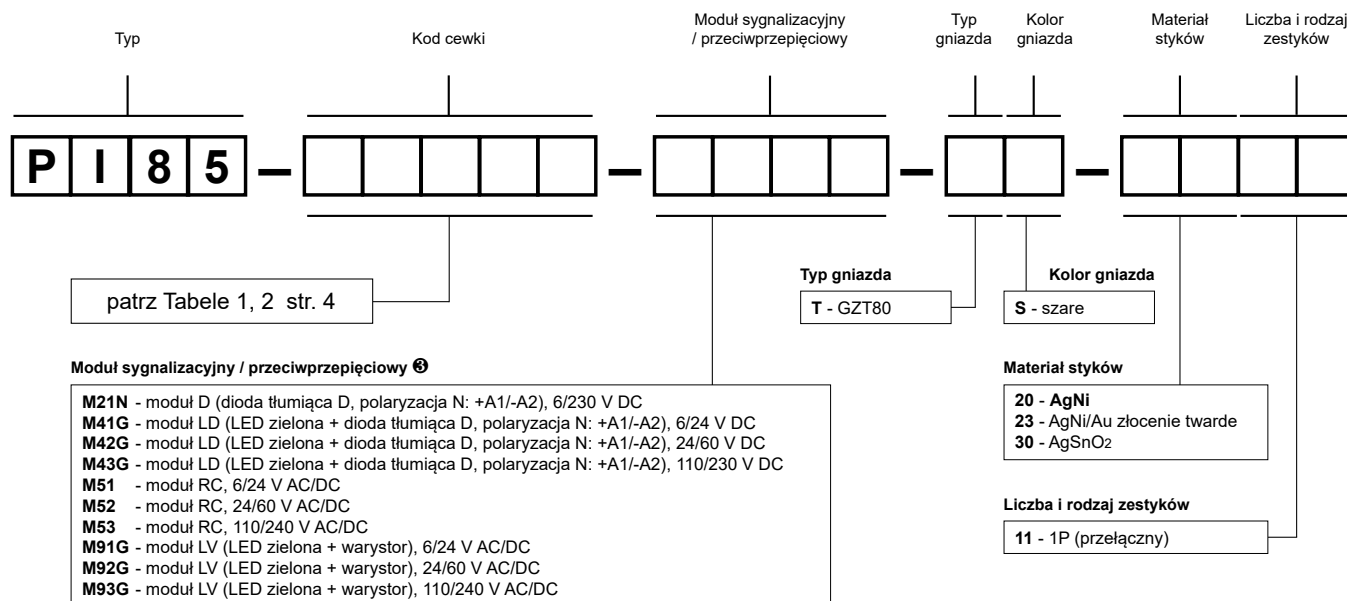 Typ
Kod cewki
Moduł sygnalizacyjny
/ przeciwprzepięciowy
Typ
gniazda
Kolor
gniazda
Materiał
styków
Liczba i rodzaj
zestyków
P I 8 5 – – – –
patrz Tabele 1, 2 str. 4
Typ gniazda
T - GZT80
Kolor gniazda
S - szare
Moduł sygnalizacyjny / przeciwprzepięciowy ❸
M21N - moduł D (dioda tłumiąca D, polaryzacja N: +A1/-A2), 6/230 V DC
M41G - moduł LD (LED zielona + dioda tłumiąca D, polaryzacja N: +A1/-A2), 6/24 V DC
M42G - moduł LD (LED zielona + dioda tłumiąca D, polaryzacja N: +A1/-A2), 24/60 V DC
M43G - moduł LD (LED zielona + dioda tłumiąca D, polaryzacja N: +A1/-A2), 110/230 V DC
M51 - moduł RC, 6/24 V AC/DC
M52 - moduł RC, 24/60 V AC/DC
M53 - moduł RC, 110/240 V AC/DC
M91G - moduł LV (LED zielona + warystor), 6/24 V AC/DC
M92G - moduł LV (LED zielona + warystor), 24/60 V AC/DC
M93G - moduł LV (LED zielona + warystor), 110/240 V AC/DC
Materiał styków
20 - AgNi
23 - AgNi/Au złocenie twarde
30 - AgSnO2
Liczba i rodzaj zestyków
11 - 1P (przełączny)